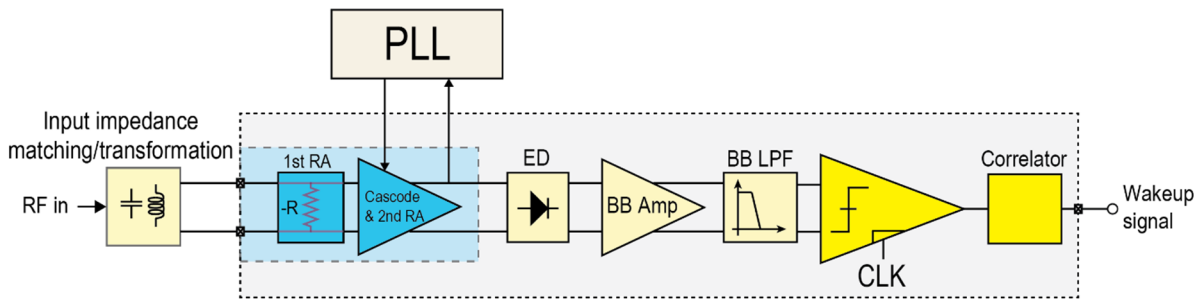 PLL
Input impedance
matching/transformation
RF in
1st RA
-R
Cascode
& 2nd RA
ED
BB Amp
BB LPF
CLK
Correlator
Wakeup
signal